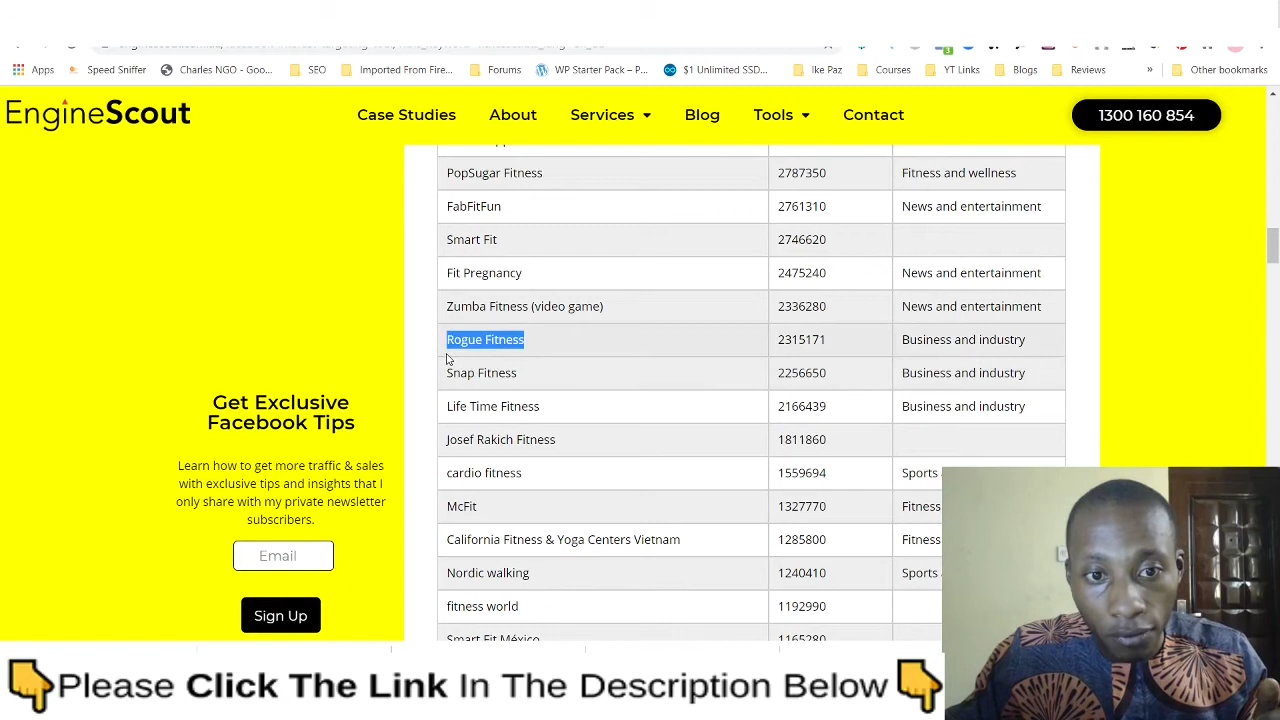 Apps Speed Sniffer Charles NGO - Goo... SEO Imported From Fire... Forums WP Starter Pack – P... $1 Unlimited SSD... Ike Paz Courses YT Links Blogs Reviews » Other bookmarks
EngineScout Case Studies About Services Blog Tools Contact 1300 160 854
PopSugar Fitness 2787350 Fitness and wellness
FabFitFun 2761310 News and entertainment
Smart Fit 2746620
Fit Pregnancy 2475240 News and entertainment
Zumba Fitness (video game) 2336280 News and entertainment
Rogue Fitness 2315171 Business and industry
Snap Fitness 2256650 Business and industry
Life Time Fitness 2166439 Business and industry
Josef Rakich Fitness 1811860
cardio fitness 1559694 Sports
McFit 1327770 Fitness
California Fitness & Yoga Centers Vietnam 1285800 Fitness
Nordic walking 1240410 Sports
fitness world 1192990
Smart Fit México 1165280
Get Exclusive
Facebook Tips
Learn how to get more traffic & sales
with exclusive tips and insights that I
only share with my private newsletter
subscribers.
Email
Sign Up
Please Click The Link In The Description Below